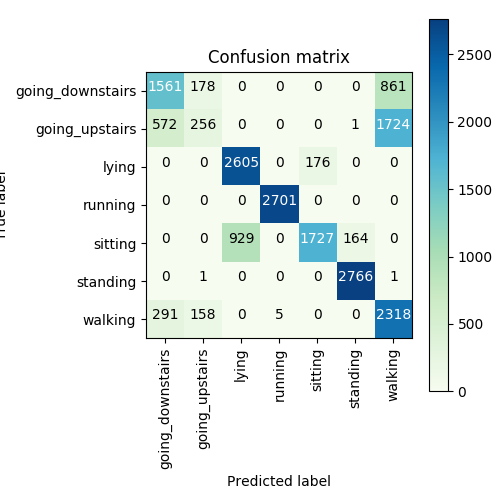 Confusion matrix
going_downstairs 1561 178 0 0 0 0 861
going_upstairs 572 256 0 0 0 1 1724
lying 0 0 2605 0 176 0 0
running 0 0 0 2701 0 0 0
sitting 0 0 929 0 1727 164 0
standing 0 1 0 0 0 2766 1
walking 291 158 0 5 0 0 2318
going_downstairs
going_upstairs
lying
running
sitting
standing
walking
Predicted label
True label
2500
2000
1500
1000
500
0